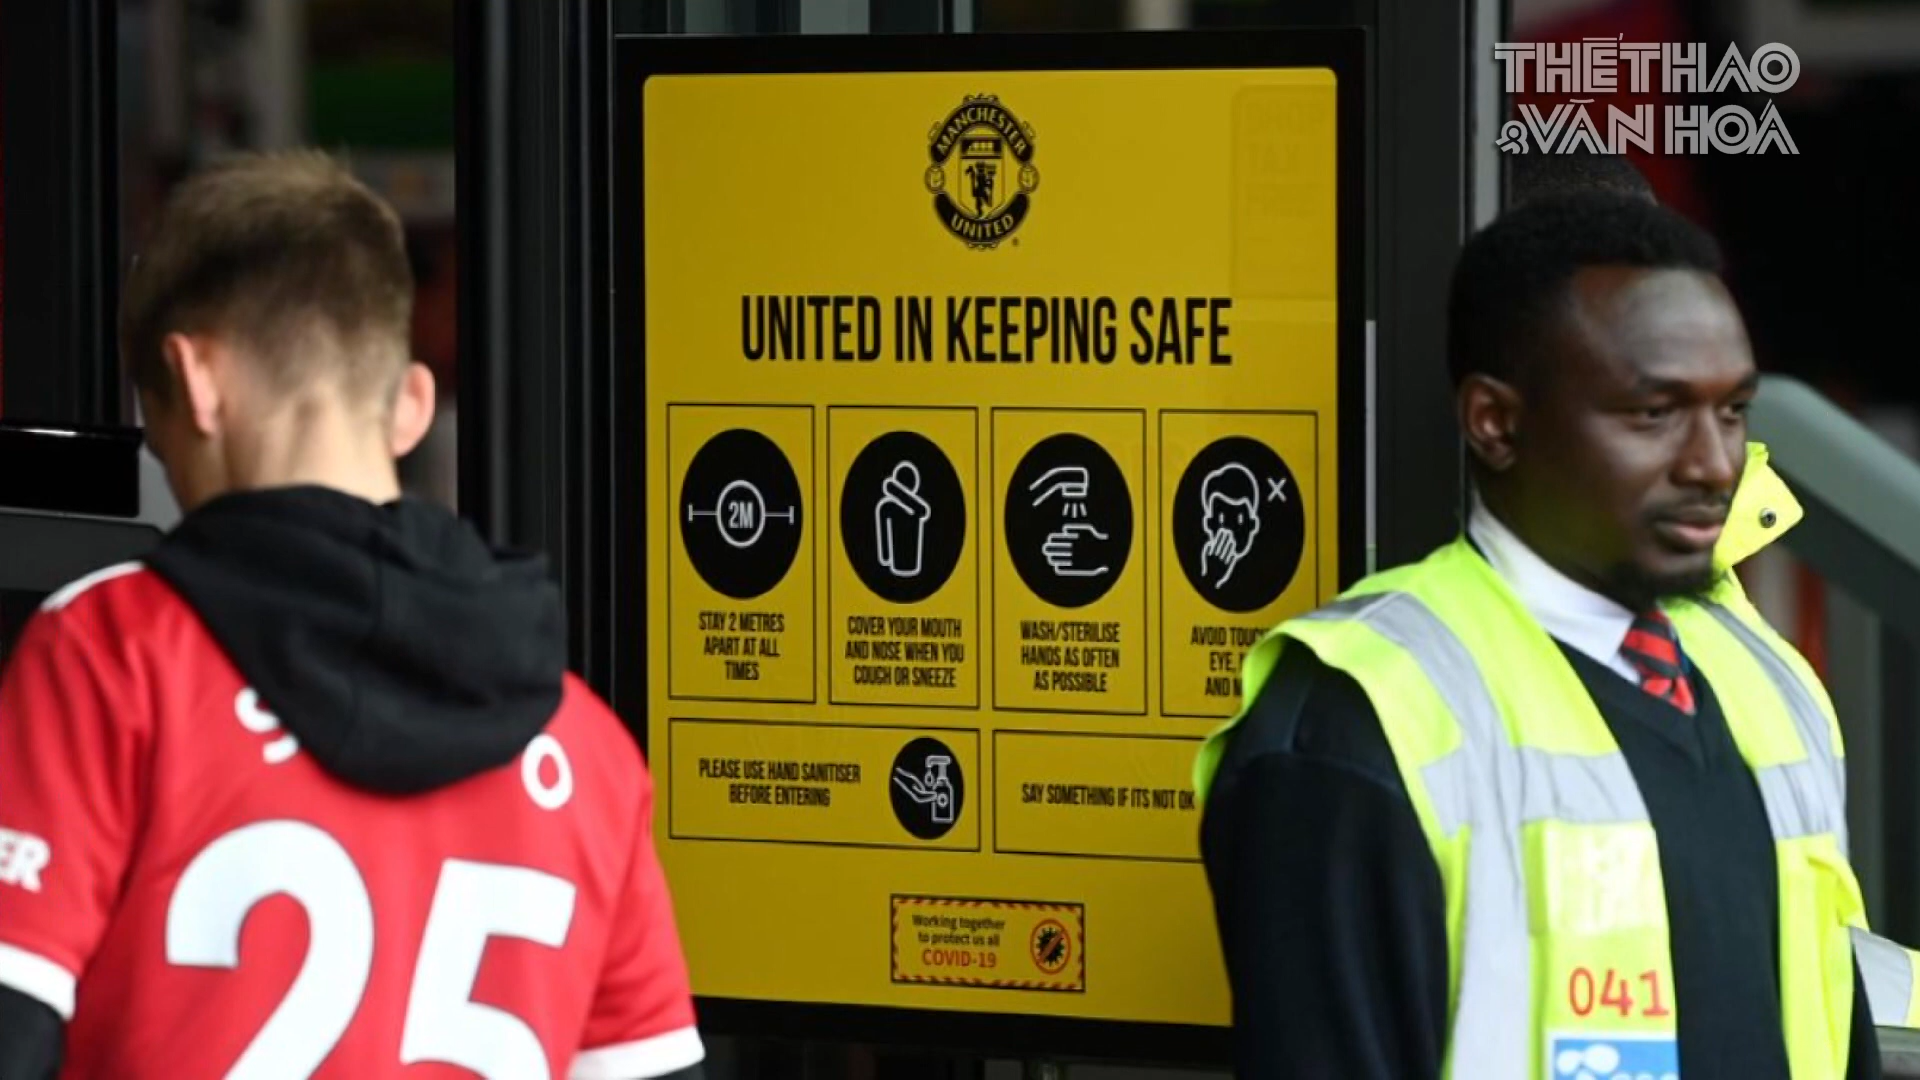 THỂ THAO
& VĂN HOÁ
MANCHESTER
UNITED
UNITED IN KEEPING SAFE
2M
STAY 2 METRES
APART AT ALL
TIMES
COVER YOUR MOUTH
AND NOSE WHEN YOU
COUGH OR SNEEZE
WASH/STERILISE
HANDS AS OFTEN
AS POSSIBLE
AVOID
EYE,
AND
PLEASE USE HAND SANITISER
BEFORE ENTERING
SAY SOMETHING IF ITS NOT OK
Working together
to protect us all
COVID-19
25
041